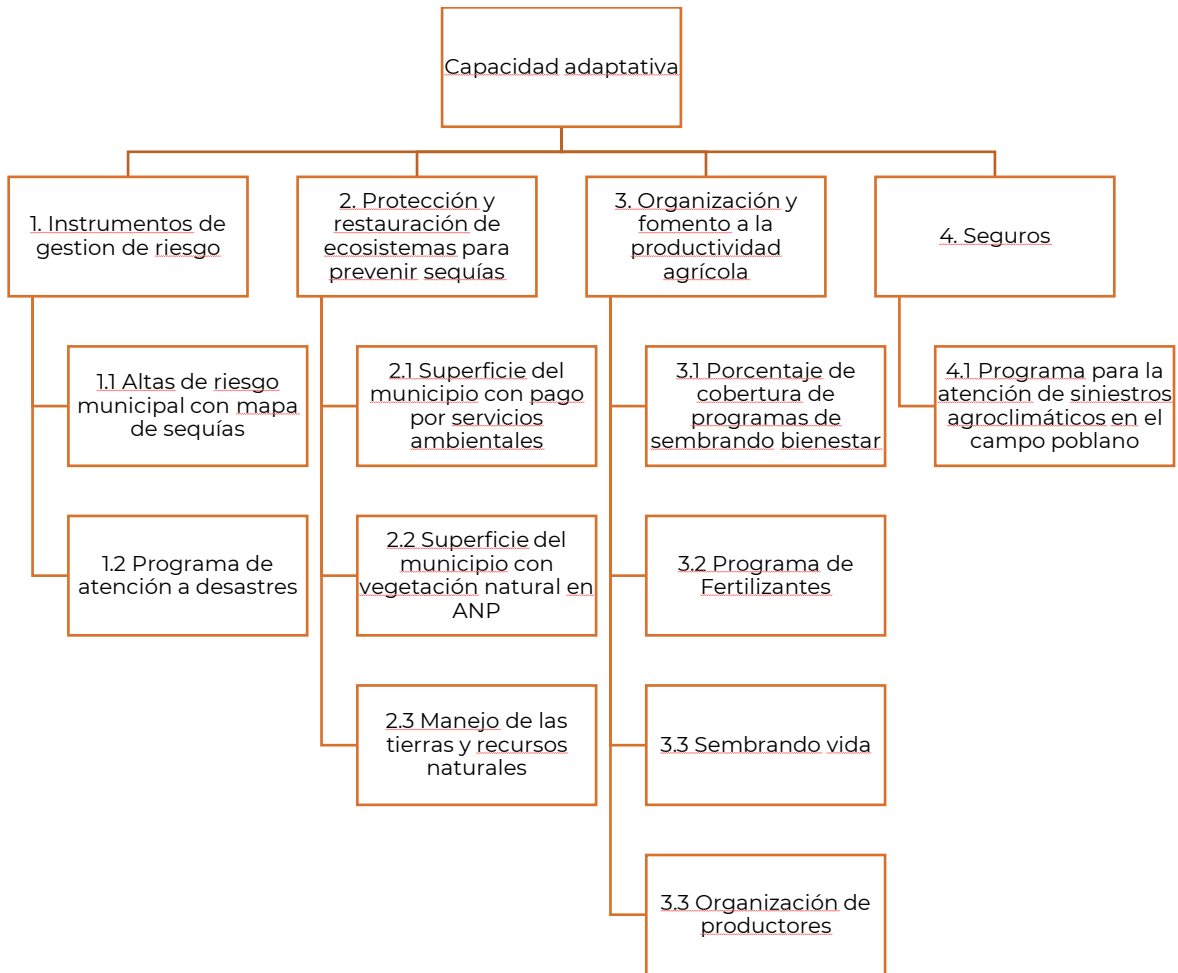 Capacidad adaptativa
1. Instrumentos de
gestion de riesgo
2. Protección y
restauración de
ecosistemas para
prevenir sequías
3. Organización y
fomento a la
productividad
agrícola
4. Seguros
1.1 Altas de riesgo
municipal con mapa
de sequías
2.1 Superficie del
municipio con pago
por servicios
ambientales
3.1 Porcentaje de
cobertura de
programas de
sembrando bienestar
4.1 Programa para la
atención de siniestros
agroclimáticos en el
campo poblano
1.2 Programa de
atención a desastres
2.2 Superficie del
municipio con
vegetación natural en
ANP
3.2 Programa de
Fertilizantes
2.3 Manejo de las
tierras y recursos
naturales
3.3 Sembrando vida
3.3 Organización de
productores